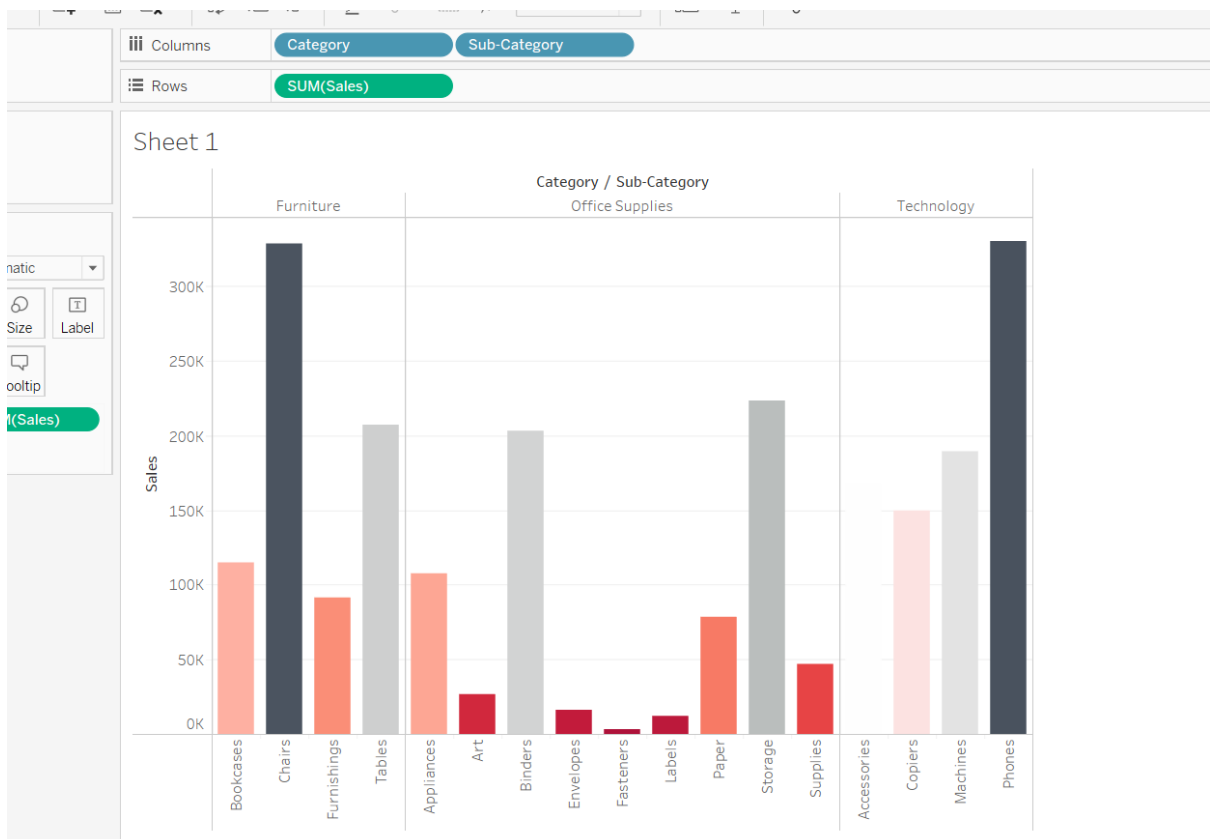 Columns
Category
Sub-Category
Rows
SUM(Sales)
Sheet 1
Category / Sub-Category
Furniture
Office Supplies
Technology
matic
Size
Label
ooltip
M(Sales)
Sales
300K
250K
200K
150K
100K
50K
0K
Bookcases
Chairs
Furnishings
Tables
Appliances
Art
Binders
Envelopes
Fasteners
Labels
Paper
Storage
Supplies
Accessories
Copiers
Machines
Phones